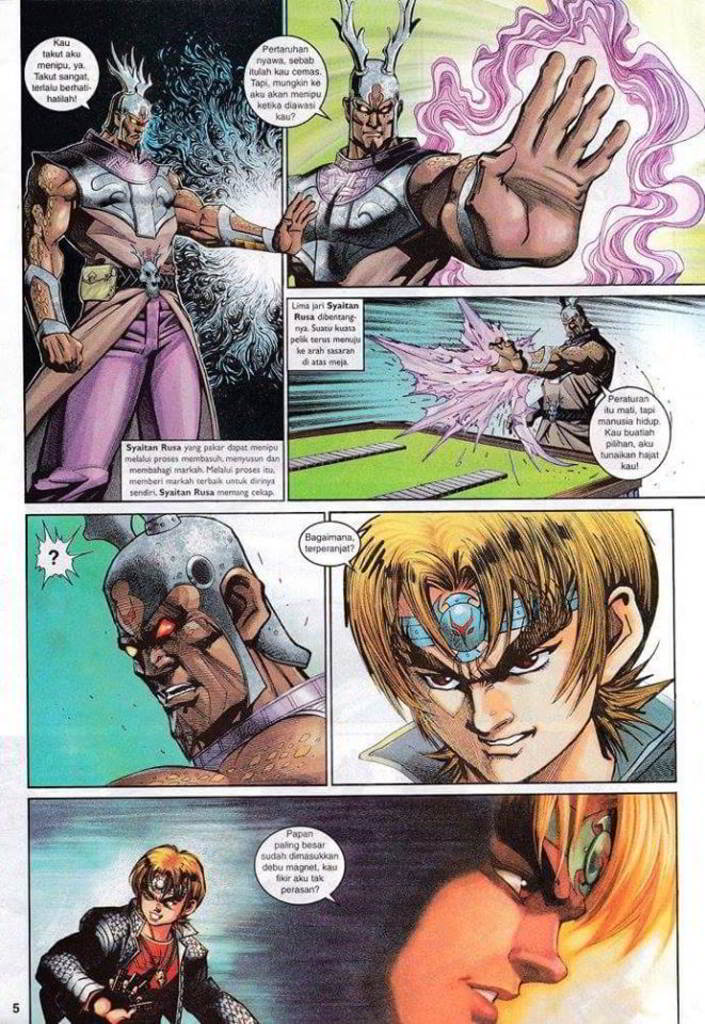 Kau
takut aku
menipu, ya.
Takut sangat,
terlalu berhati-
hatilah!
Pertaruhan
nyawa, sebab
itulah kau cemas.
Tapi, mungkin ke
aku akan menipu
ketika diawasi
kau?
Syaitan Rusa yang pakar dapat menipu
melalui proses membasuh, menyusun dan
membahagi markah. Melalui proses itu,
memberi markah terbaik untuk dirinya
sendiri, Syaitan Rusa memang cekap.
Lima jari Syaitan
Rusa dibentang-
nya. Suatu kuasa
pelik terus menuju
ke arah sasaran
di atas meja.
Peraturan
itu mati, tapi
manusia hidup.
Kau buatlah
pilihan, aku
tunaikan hajat
kau!
?
Bagaimana,
terperanjat?
Papan
paling besar
sudah dimasukkan
debu magnet, kau
fikir aku tak
perasan?
5